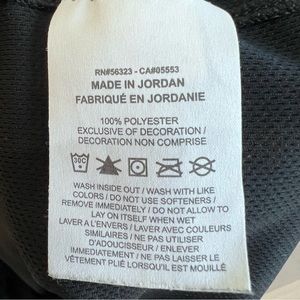 RN#56323 - CA#05553
MADE IN JORDAN
FABRIQUÉ EN JORDANIE
100% POLYESTER
EXCLUSIVE OF DECORATION /
DECORATION NON COMPRISE
30C
WASH INSIDE OUT / WASH WITH LIKE
COLORS / DO NOT USE SOFTENERS /
REMOVE IMMEDIATELY / DO NOT ALLOW TO
LAY ON ITSELF WHEN WET
LAVER A L'ENVERS / LAVER AVEC COULEURS
SIMILAIRES / NE PAS UTILISER
D'ADOUCISSEUR / ENLEVER
IMMÉDIATEMENT / NE PAS LAISSER LE
VÊTEMENT PLIÉ LORSQU'IL EST MOUILLÉ